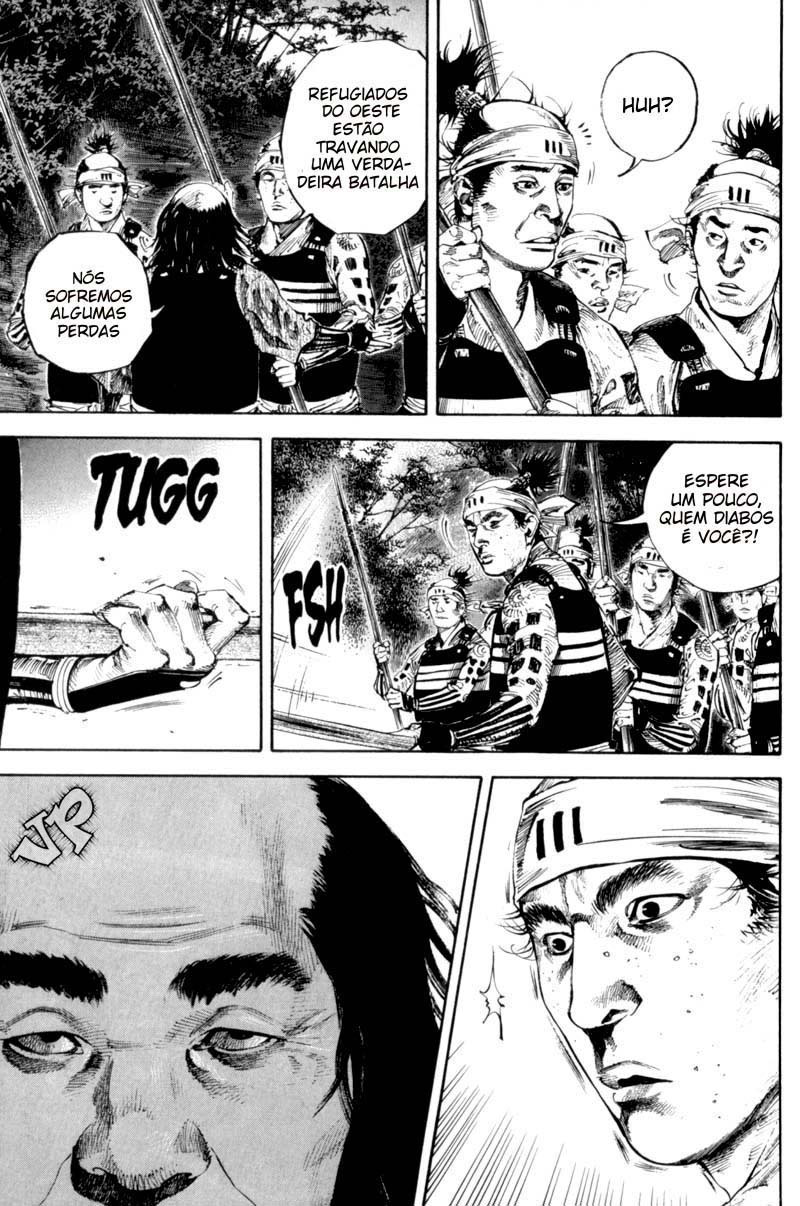 HUH?
REFUGIADOS
DO OESTE
ESTÃO
TRAVANDO
UMA VERDA-
DEIRA BATALHA
NÓS
SOFREMOS
ALGUMAS
PERDAS
ESPERE
UM POUCO,
QUEM DIABOS
É VOCÊ?!
FSH
TUGG
VP